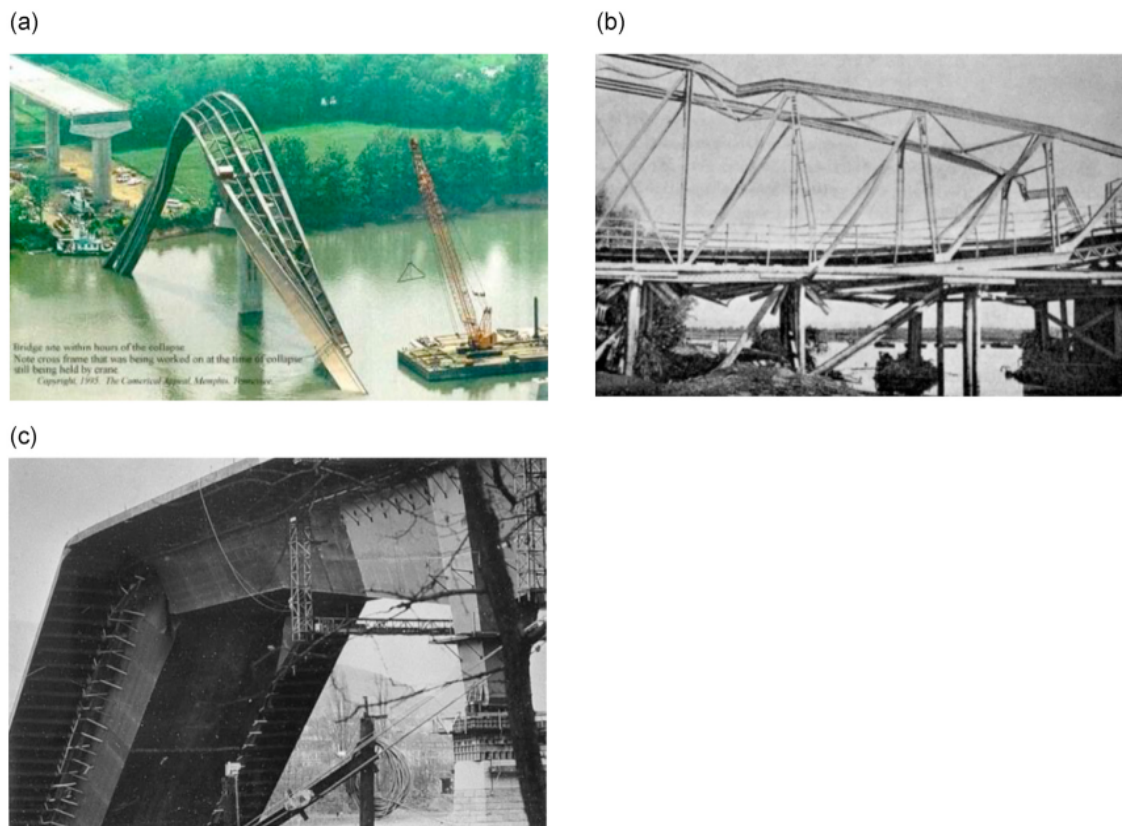 (a)
(b)
Bridge site within hours of the collapse.
Note cross frame that was being worked on at the time of collapse
still being held by crane.
Copyright, 1995. The Comerical Appeal, Memphis, Tennessee.
(c)